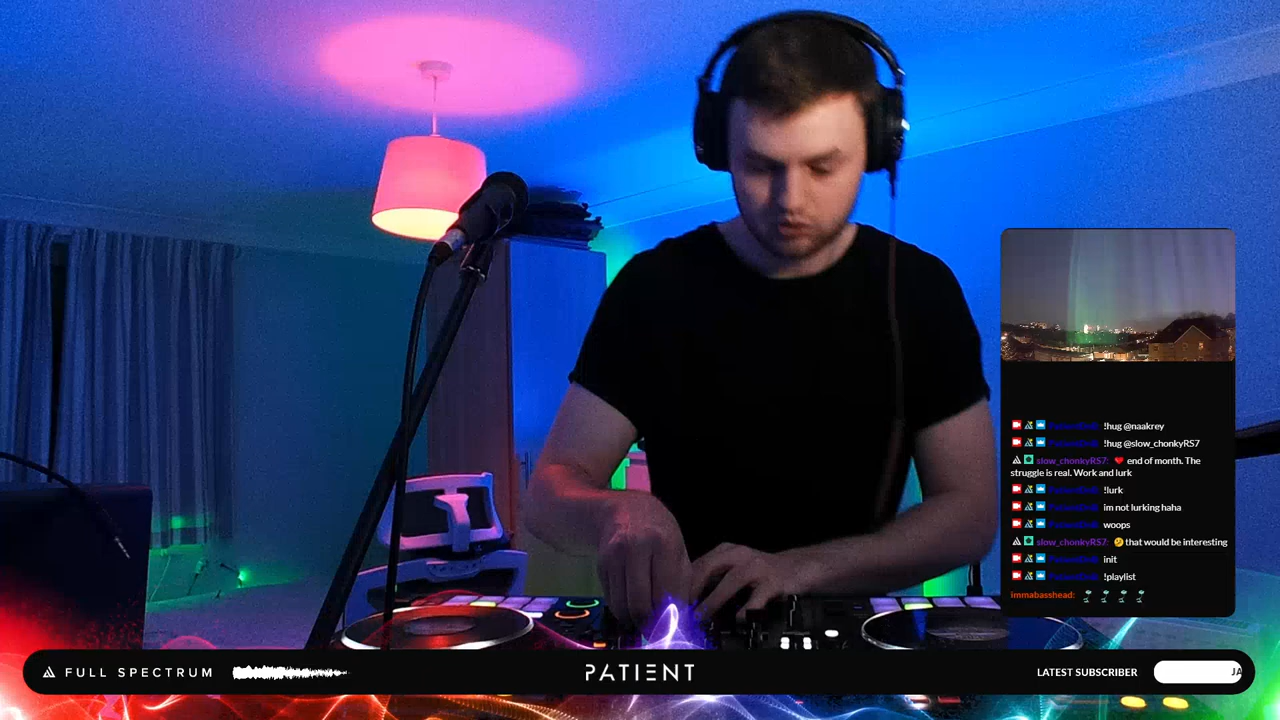 !hug @naakrey
!hug @slow_chonkyRS7
slow_chonkyRS7: end of month. The
struggle is real. Work and lurk
!lurk
im not lurking haha
woops
slow_chonkyRS7: that would be interesting
init
!playlist
immabasshead:
FULL SPECTRUM
PATIENT
LATEST SUBSCRIBER
JA